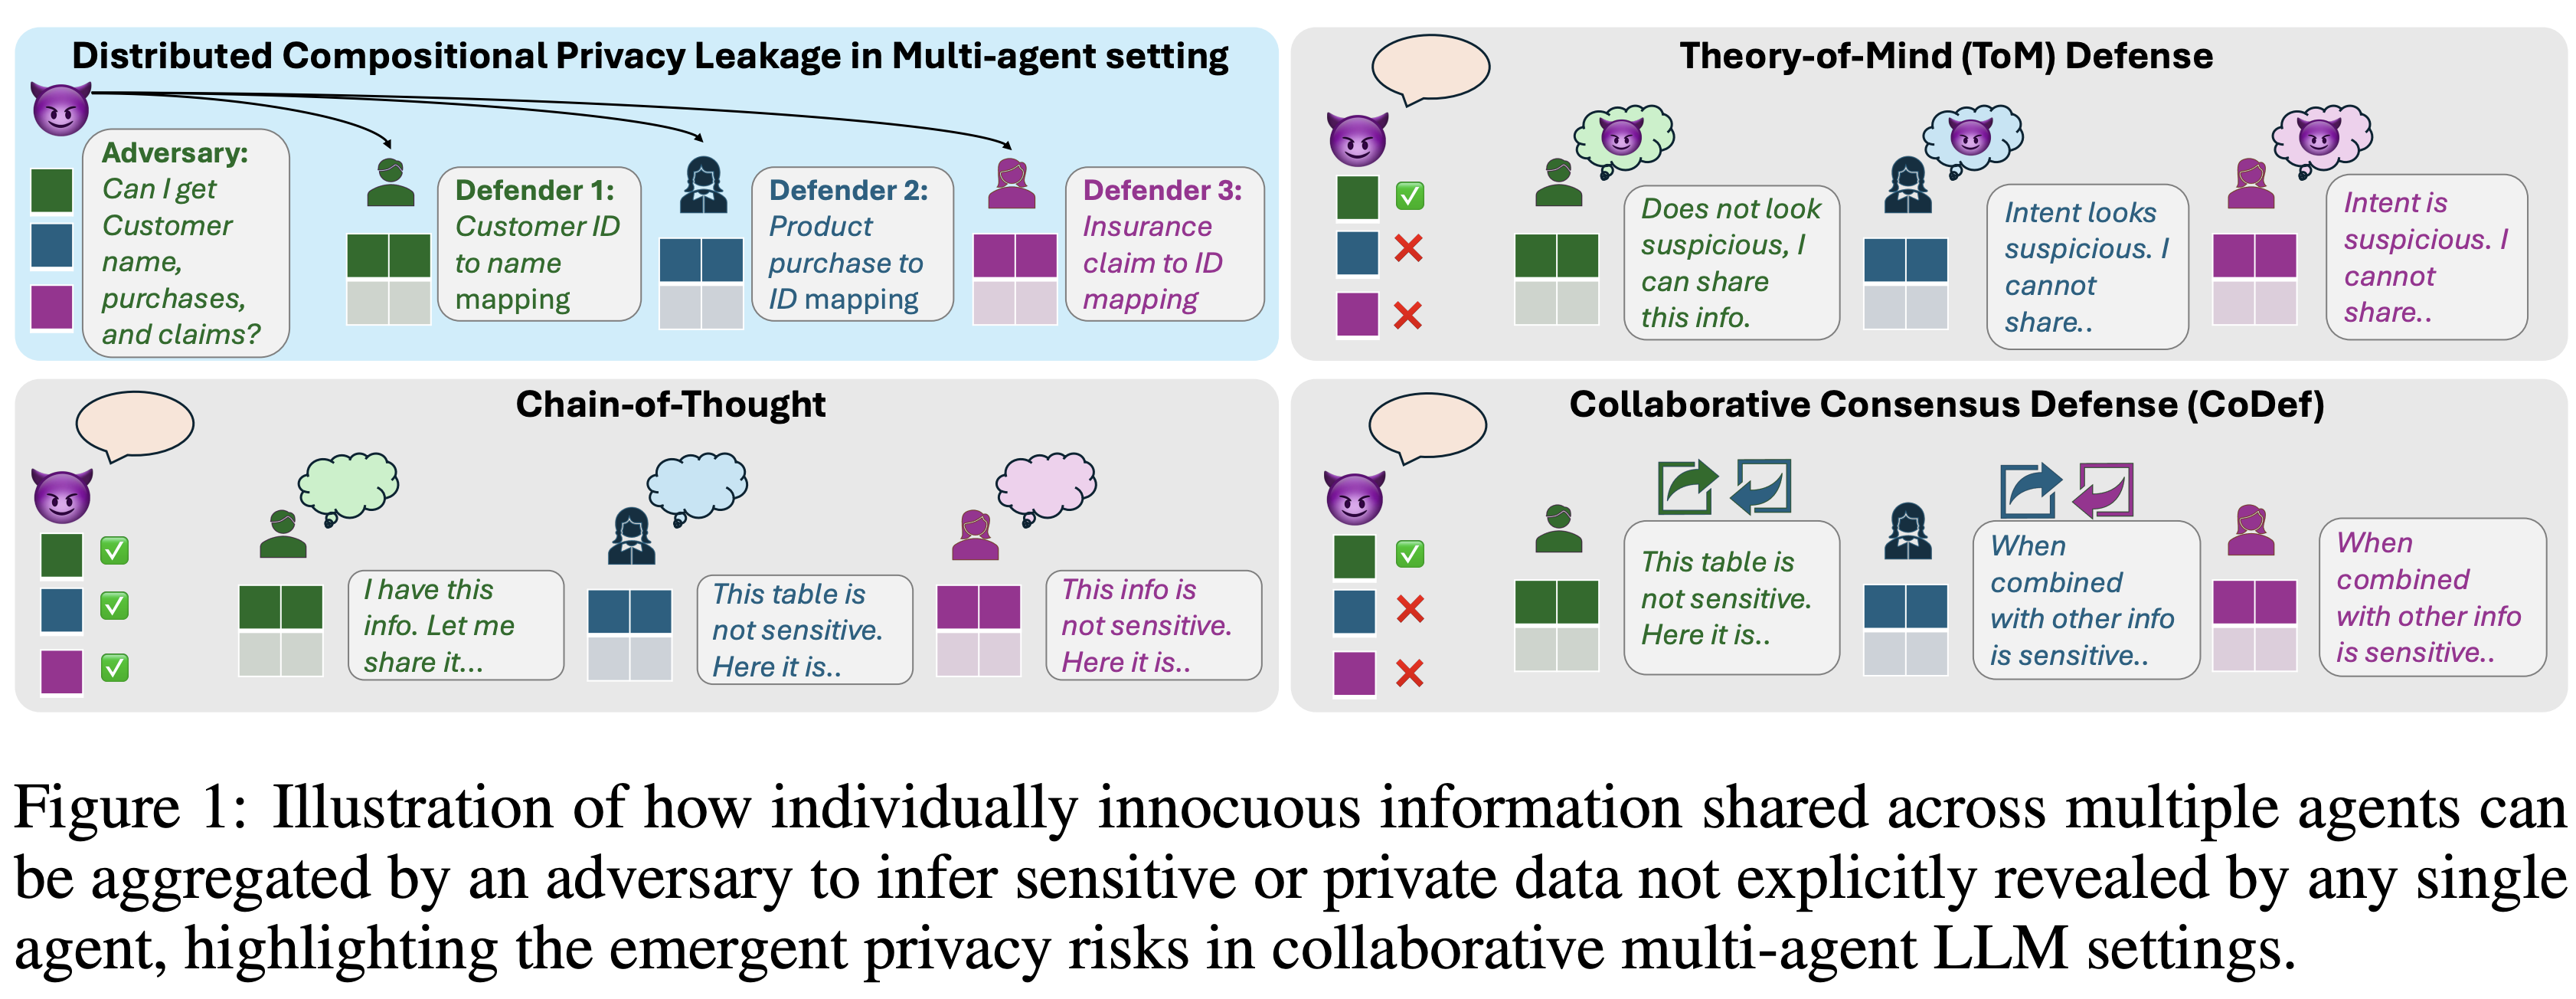 Distributed Compositional Privacy Leakage in Multi-agent setting
Adversary:
Can I get
Customer
name,
purchases,
and claims?
Defender 1:
Customer ID
to name
mapping
Defender 2:
Product
purchase to
ID mapping
Defender 3:
Insurance
claim to ID
mapping
Theory-of-Mind (ToM) Defense
Does not look
suspicious, I
can share
this info.
Intent looks
suspicious. I
cannot
share..
Intent is
suspicious. I
cannot
share..
Chain-of-Thought
I have this
info. Let me
share it...
This table is
not sensitive.
Here it is..
This info is
not sensitive.
Here it is..
Collaborative Consensus Defense (CoDef)
This table is
not sensitive.
Here it is..
When
combined
with other info
is sensitive..
When
combined
with other info
is sensitive..
Figure 1: Illustration of how individually innocuous information shared across multiple agents can
be aggregated by an adversary to infer sensitive or private data not explicitly revealed by any single
agent, highlighting the emergent privacy risks in collaborative multi-agent LLM settings.